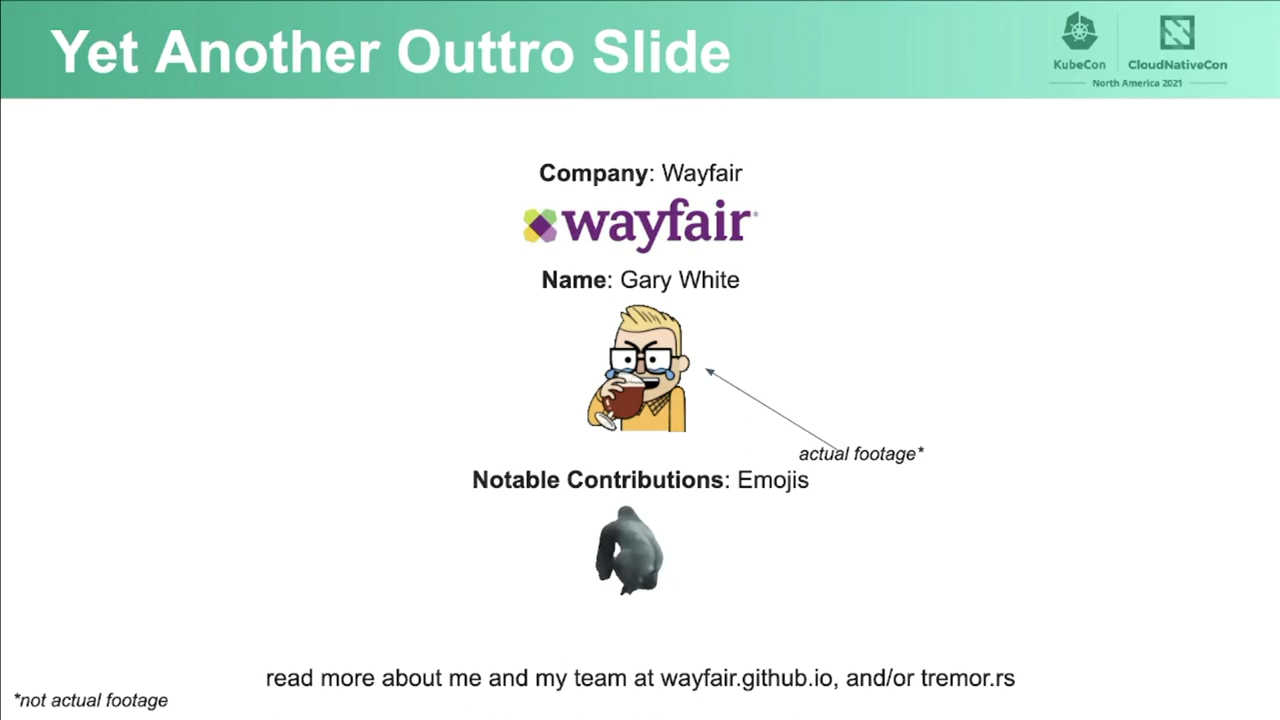 Yet Another Outtro Slide
KubeCon
CloudNativeCon
North America 2021
Company: Wayfair
wayfair
Name: Gary White
actual footage*
Notable Contributions: Emojis
read more about me and my team at wayfair.github.io, and/or tremor.rs
*not actual footage